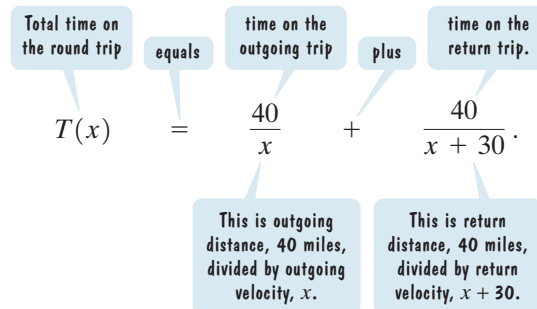 Total time on
the round trip
equals
time on the
outgoing trip
plus
time on the
return trip.
T(x) = 40/x + 40/(x + 30).
This is outgoing
distance, 40 miles,
divided by outgoing
velocity, x.
This is return
distance, 40 miles,
divided by return
velocity, x + 30.